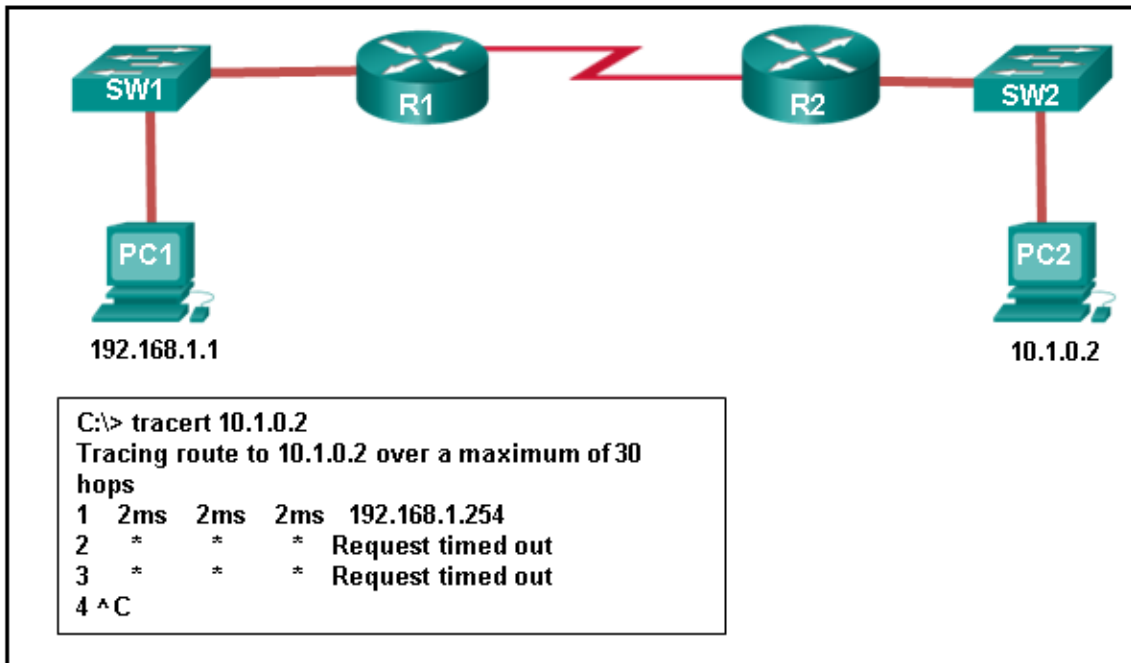 SW1
R1
R2
SW2
PC1
PC2
192.168.1.1
10.1.0.2
C:\> tracert 10.1.0.2
Tracing route to 10.1.0.2 over a maximum of 30
hops
1 2ms 2ms 2ms 192.168.1.254
2 * * * Request timed out
3 * * * Request timed out
4 ^C